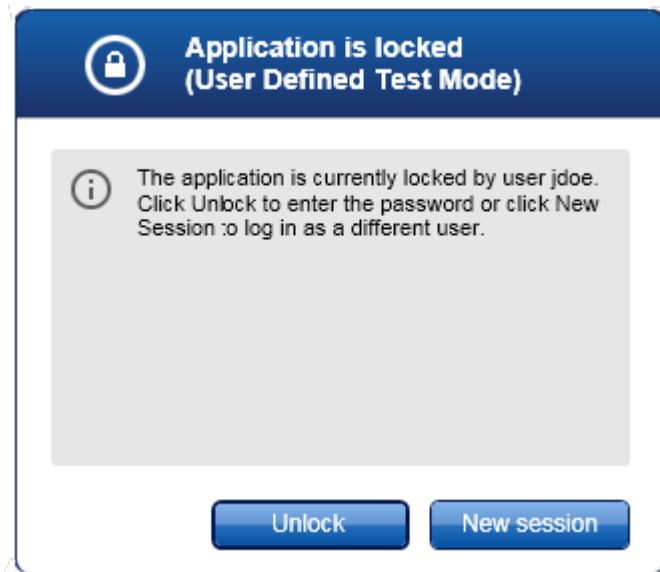 Application is locked
(User Defined Test Mode)
The application is currently locked by user jdoe.
Click Unlock to enter the password or click New
Session to log in as a different user.
Unlock
New session